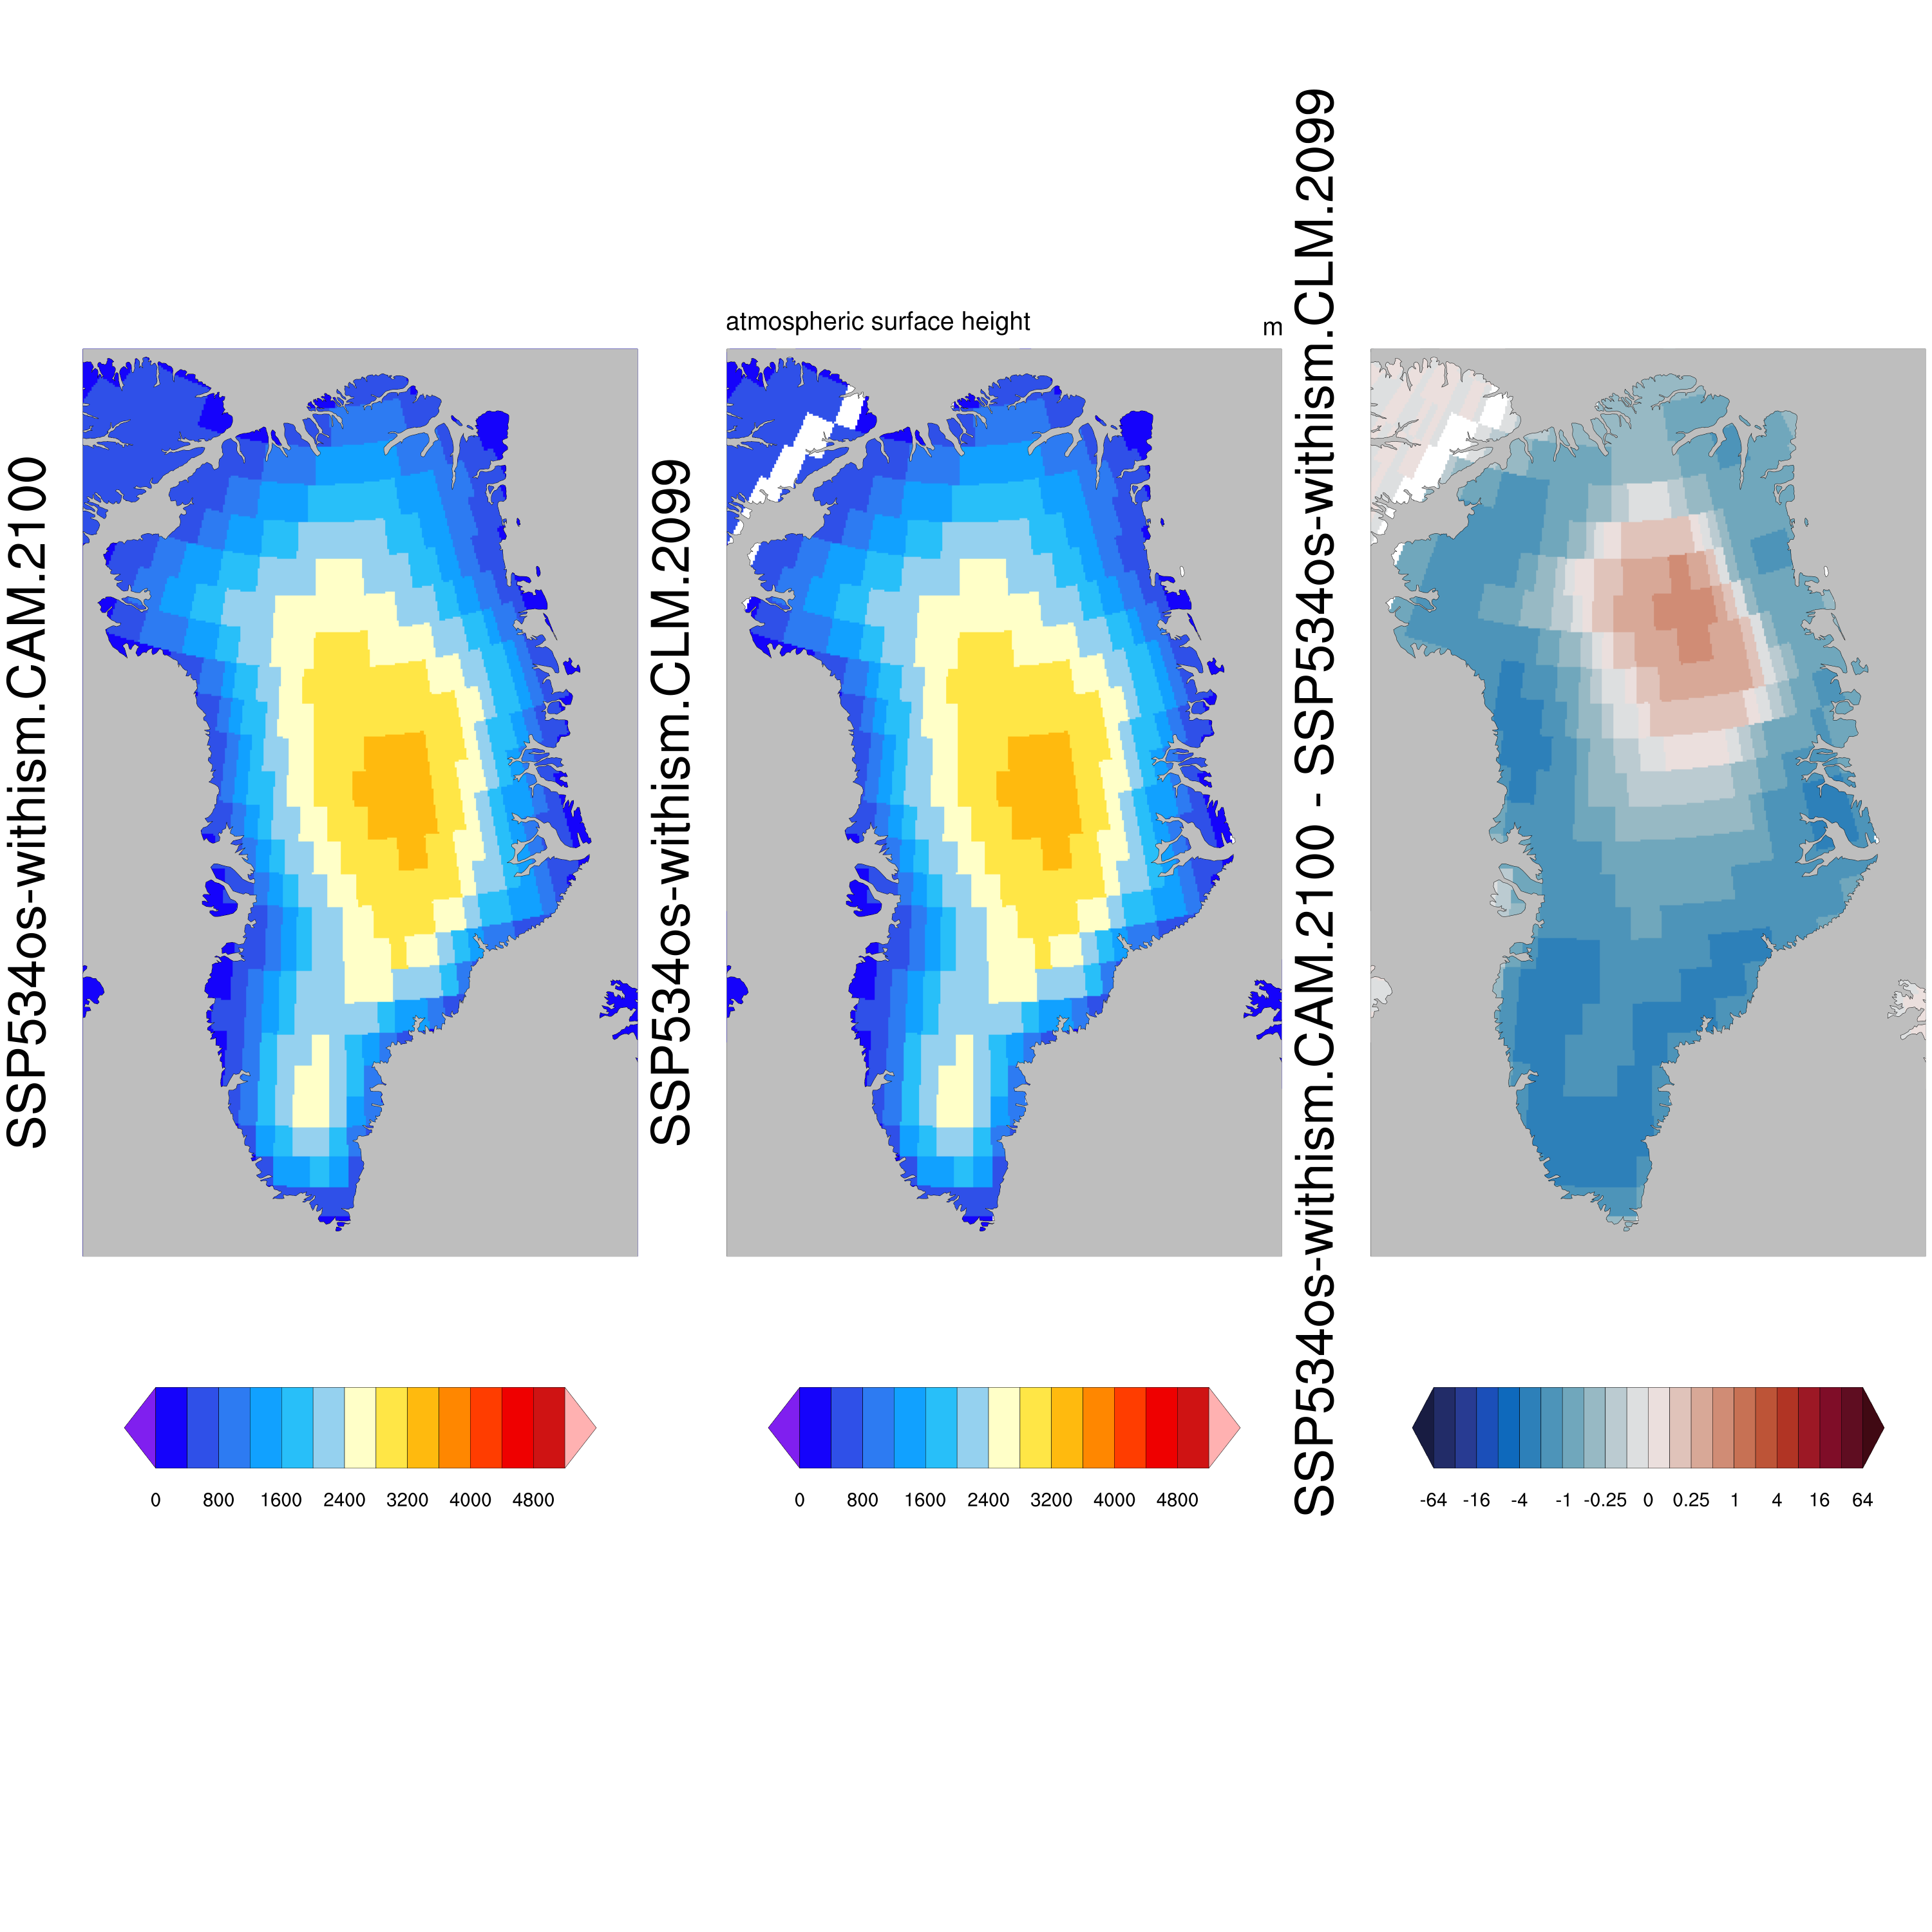 SSP534os-withism.CAM.2100
SSP534os-withism.CLM.2099
atmospheric surface height
m
SSP534os-withism.CAM.2100 - SSP534os-withism.CLM.2099
0 800 1600 2400 3200 4000 4800
0 800 1600 2400 3200 4000 4800
-64 -16 -4 -1 -0.25 0 0.25 1 4 16 64